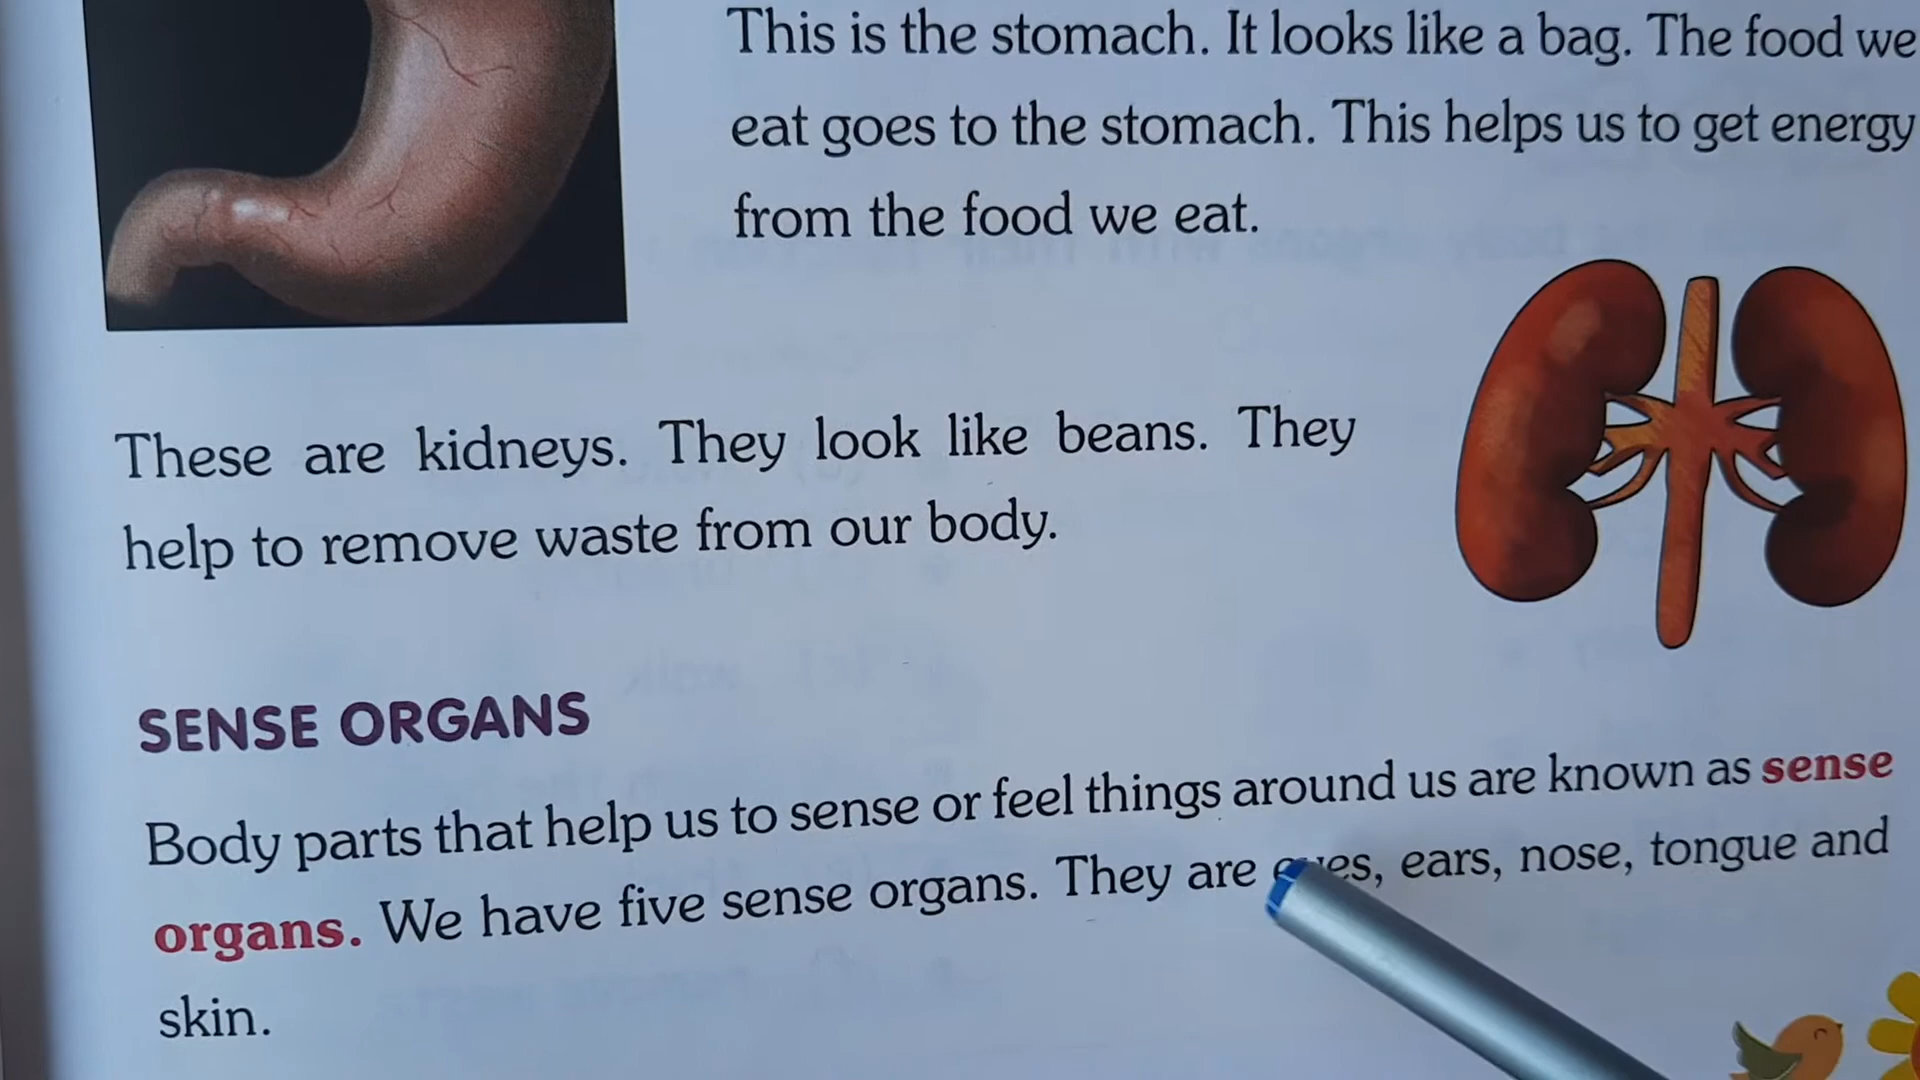 This is the stomach. It looks like a bag. The food we
eat goes to the stomach. This helps us to get energy
from the food we eat.
These are kidneys. They look like beans. They
help to remove waste from our body.
SENSE ORGANS
Body parts that help us to sense or feel things around us are known as sense
organs. We have five sense organs. They are eyes, ears, nose, tongue and
skin.